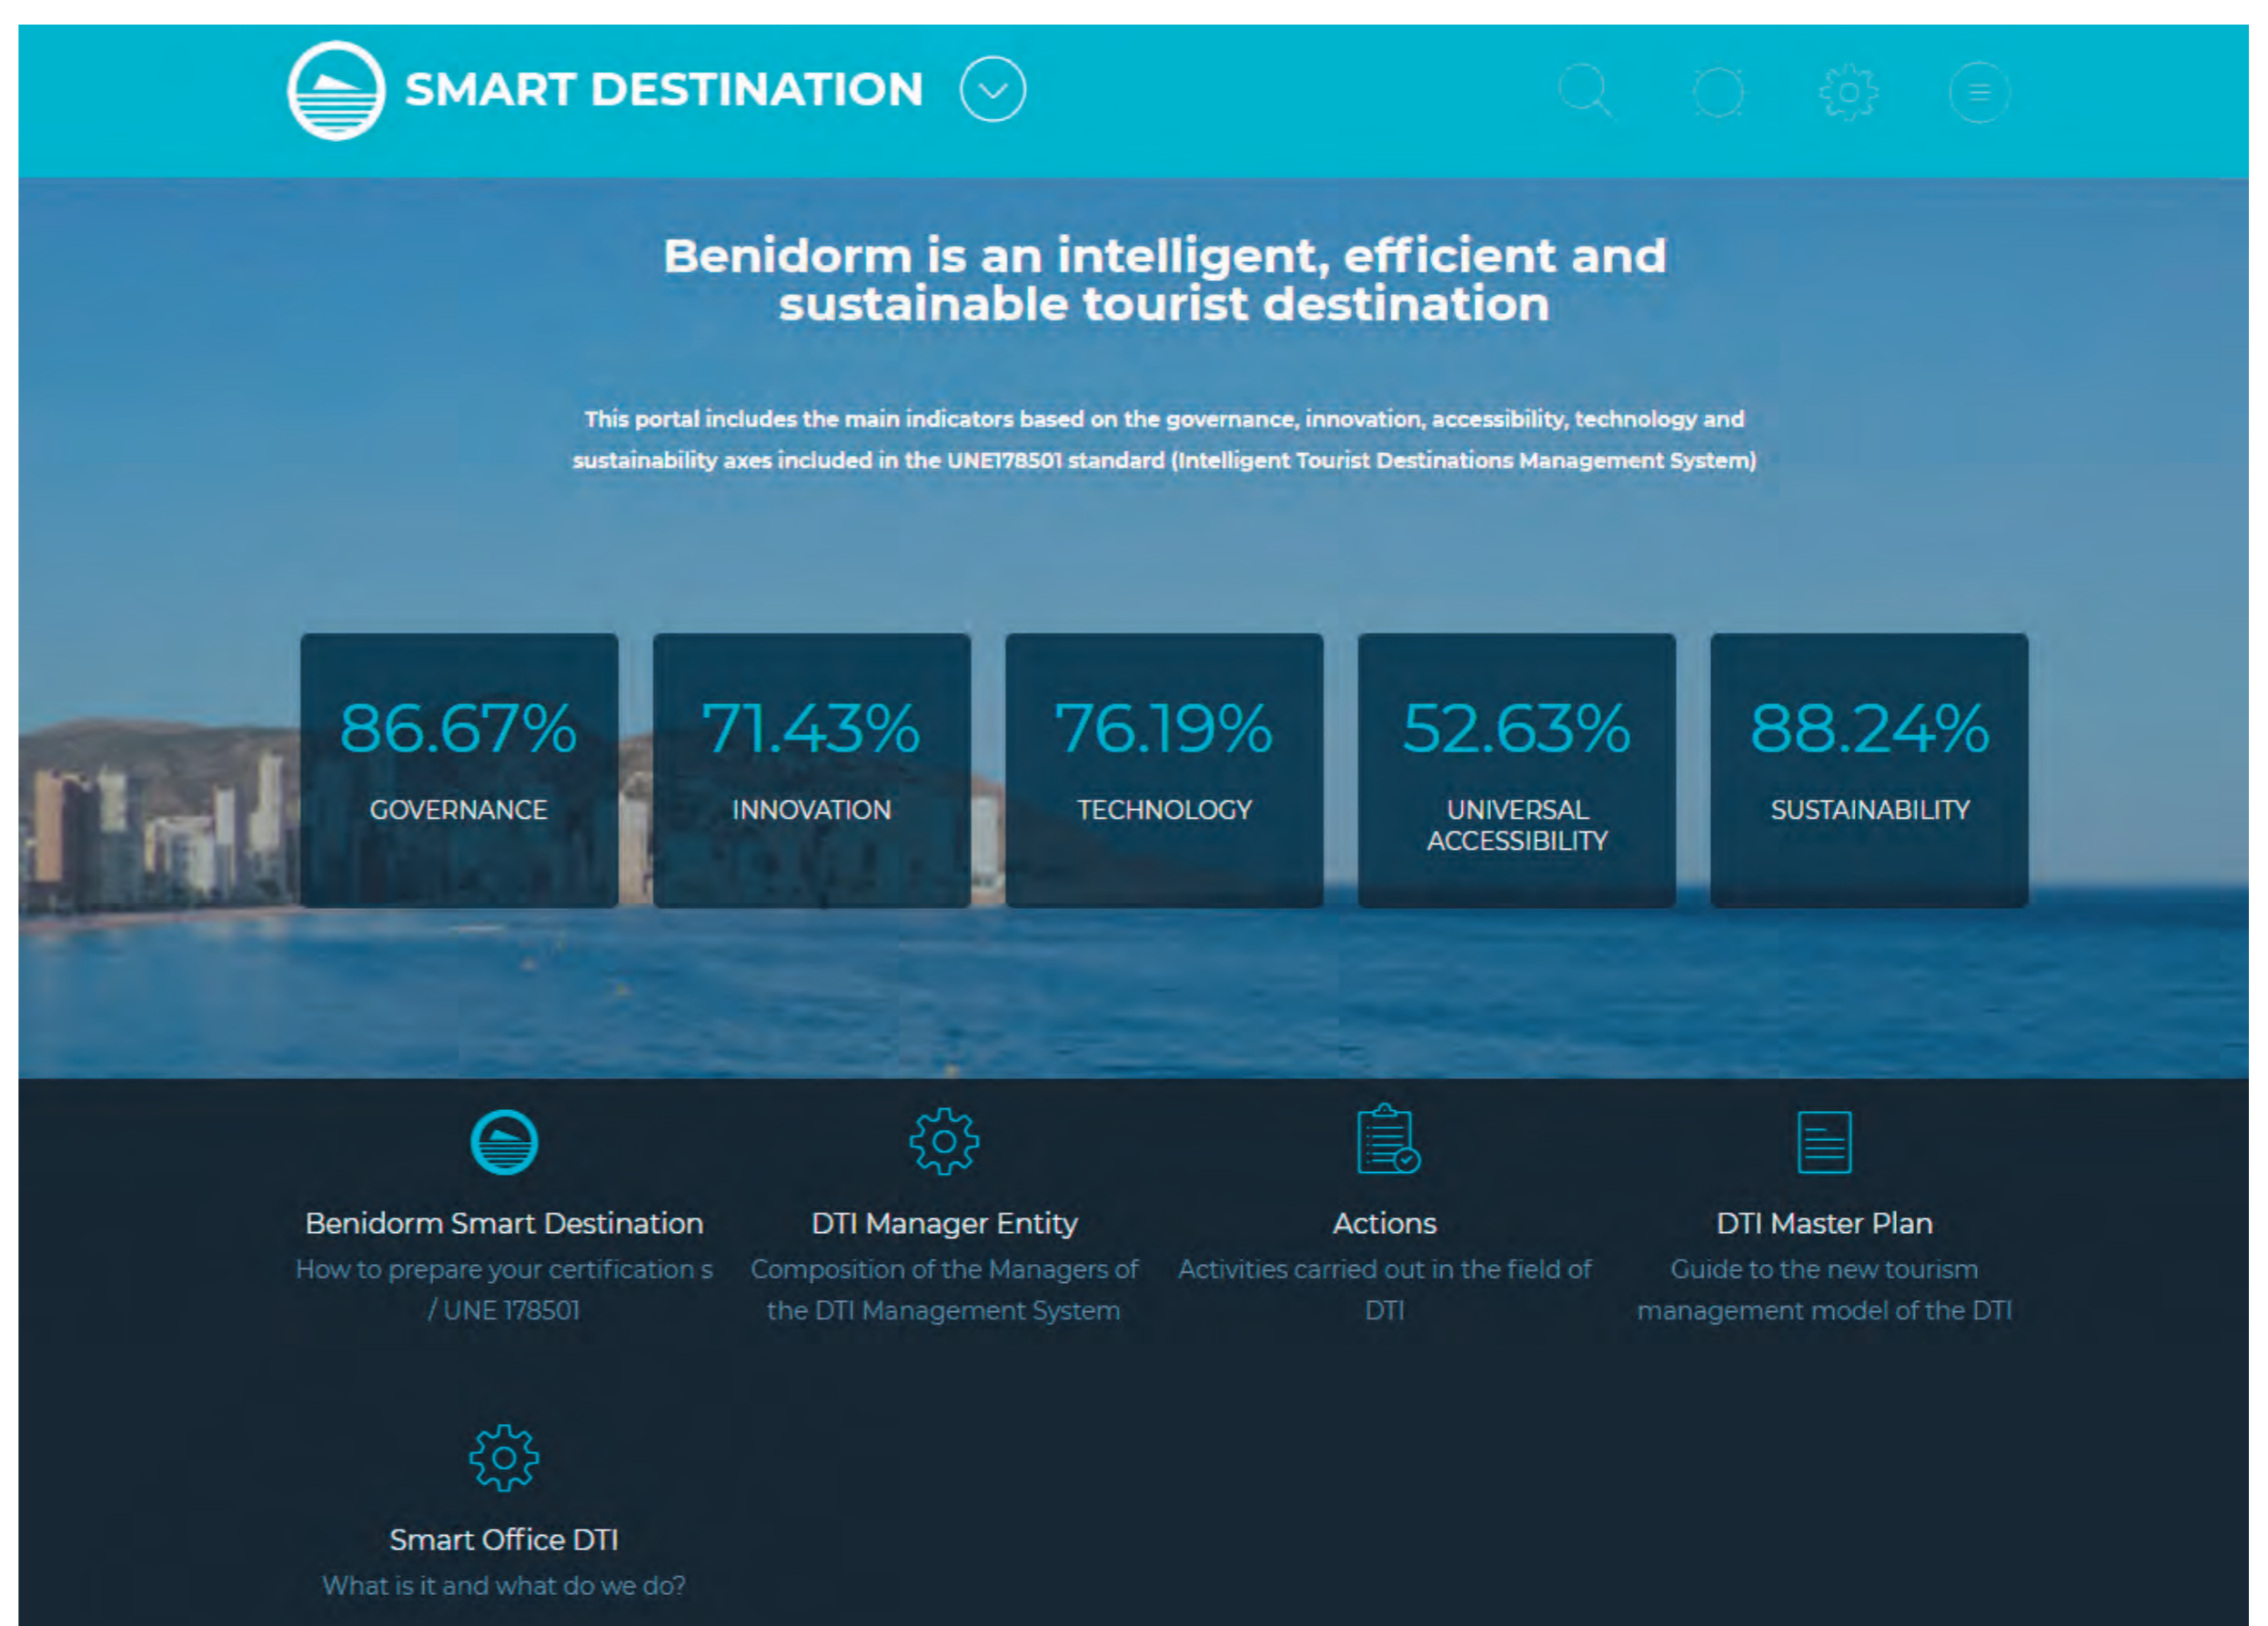 SMART DESTINATION
Benidorm is an intelligent, efficient and
sustainable tourist destination
This portal includes the main indicators based on the governance, innovation, accessibility, technology and
sustainability axes included in the UNE178501 standard (Intelligent Tourist Destinations Management System)
86.67%
GOVERNANCE
71.43%
INNOVATION
76.19%
TECHNOLOGY
52.63%
UNIVERSAL
ACCESSIBILITY
88.24%
SUSTAINABILITY
Benidorm Smart Destination
How to prepare your certification s
/ UNE 178501
DTI Manager Entity
Composition of the Managers of
the DTI Management System
Actions
Activities carried out in the field of
DTI
DTI Master Plan
Guide to the new tourism
management model of the DTI
Smart Office DTI
What is it and what do we do?